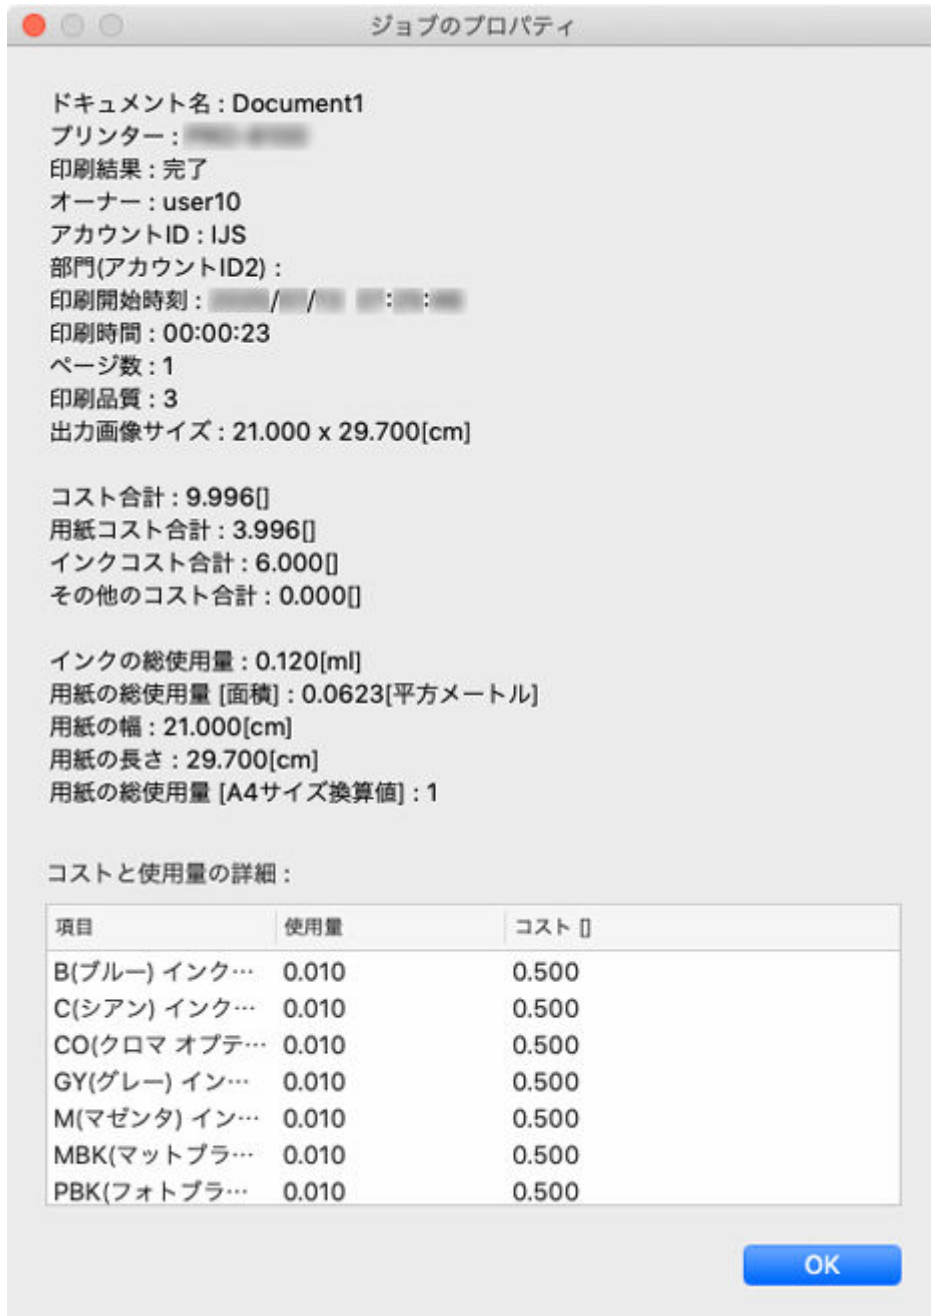 ジョブのプロパティ
ドキュメント名 : Document1
プリンター :
印刷結果 : 完了
オーナー : user10
アカウントID : IJS
部門(アカウントID2) :
印刷開始時刻 : / / : :
印刷時間 : 00:00:23
ページ数 : 1
印刷品質 : 3
出力画像サイズ : 21.000 x 29.700[cm]
コスト合計 : 9.996[]
用紙コスト合計 : 3.996[]
インクコスト合計 : 6.000[]
その他のコスト合計 : 0.000[]
インクの総使用量 : 0.120[ml]
用紙の総使用量 [面積] : 0.0623[平方メートル]
用紙の幅 : 21.000[cm]
用紙の長さ : 29.700[cm]
用紙の総使用量 [A4サイズ換算値] : 1
コストと使用量の詳細 :
項目 使用量 コスト []
B(ブルー) インク… 0.010 0.500
C(シアン) インク… 0.010 0.500
CO(クロマ オプテ… 0.010 0.500
GY(グレー) イン… 0.010 0.500
M(マゼンタ) イン… 0.010 0.500
MBK(マットブラ… 0.010 0.500
PBK(フォトブラ… 0.010 0.500
OK